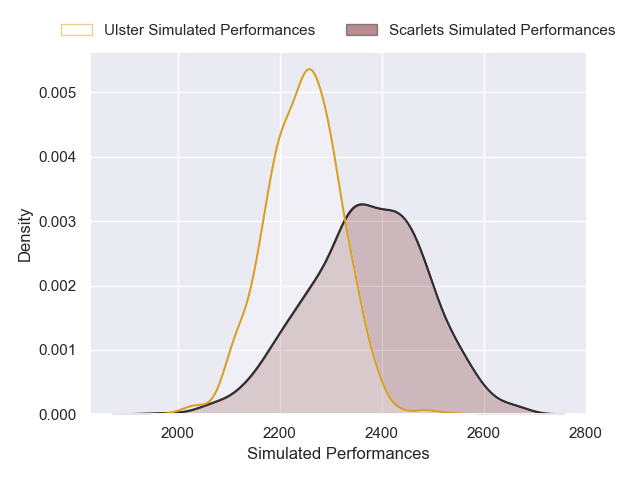 Ulster Simulated Performances Scarlets Simulated Performances
0.005
0.004
0.003
0.002
0.001
0.000
2000 2200 2400 2600 2800
Simulated Performances
Density